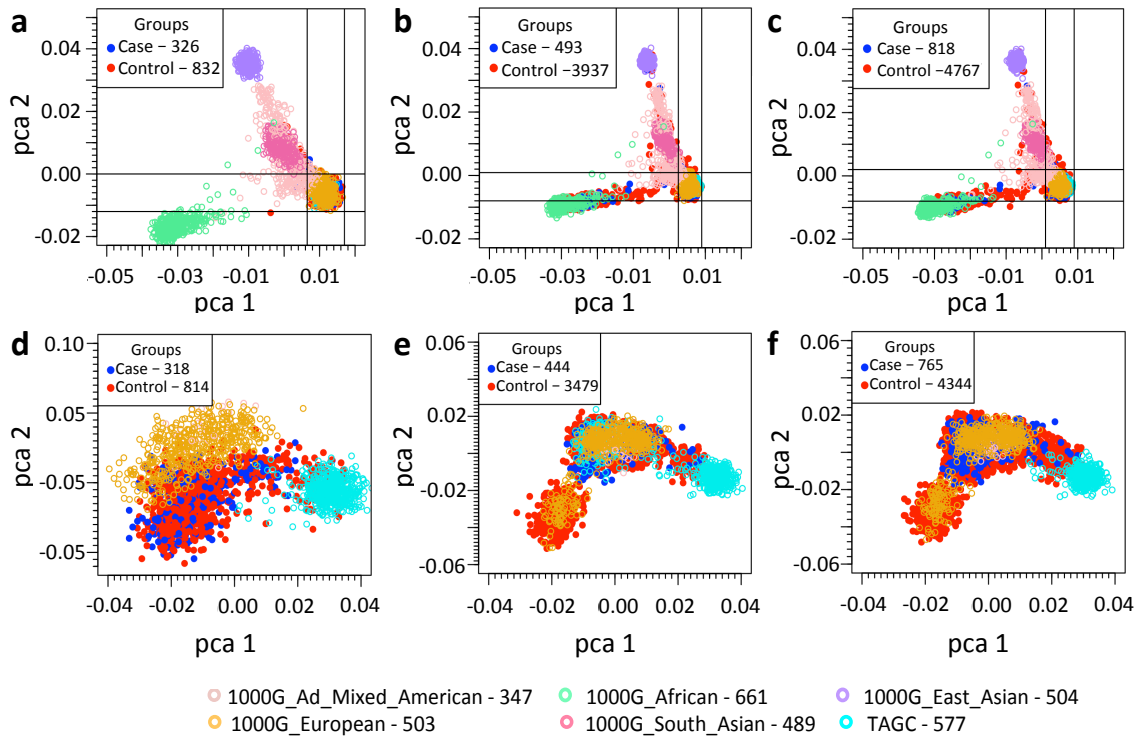 a
Groups
Case – 326
Control – 832
0.04
0.02
0.00
-0.01
-0.02
pca 2
-0.05
-0.03
-0.01
0.01
pca 1
b
Groups
Case – 493
Control –3937
0.04
0.02
0.00
-0.01
-0.02
pca 2
-0.05
-0.03
-0.01
0.01
pca 1
c
Groups
Case – 818
Control –4767
0.04
0.02
0.00
-0.01
-0.02
pca 2
-0.05
-0.03
-0.01
0.01
pca 1
d
Groups
Case – 318
Control – 814
0.10
0.05
-0.05
-0.05
pca 2
-0.04
-0.02
0.00
0.02
0.04
pca 1
e
Groups
Case – 444
Control – 3479
0.06
0.02
-0.02
-0.06
pca 2
-0.04
-0.02
0.00
0.02
0.04
pca 1
f
Groups
Case – 765
Control – 4344
0.06
0.02
-0.02
-0.06
pca 2
-0.04
-0.02
0.00
0.02
0.04
pca 1
1000G_Ad_Mixed_American - 347
1000G_African - 661
1000G_East_Asian - 504
1000G_European - 503
1000G_South_Asian - 489
TAGC - 577